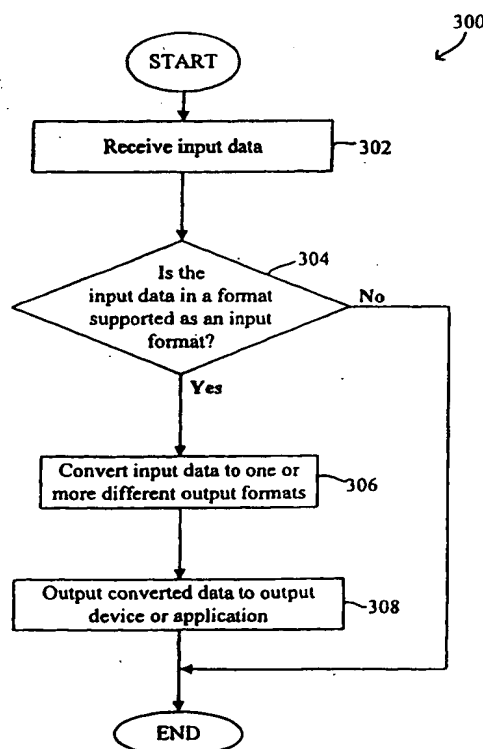 300
START
Receive input data
302
304
Is the
input data in a format
supported as an input
format?
No
Yes
Convert input data to one or
more different output formats
306
Output converted data to output
device or application
308
END